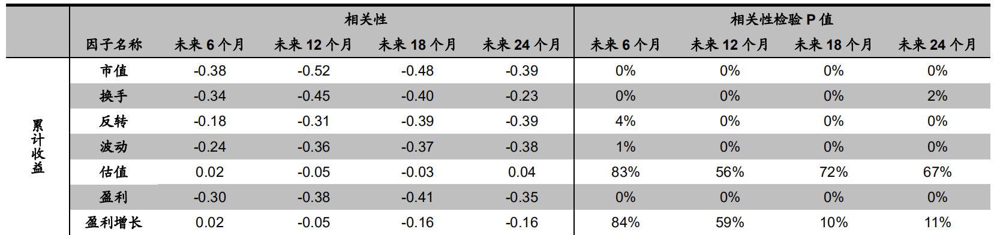 相关性 相关性检验 P 值
因子名称 未来 6 个月 未来 12 个月 未来 18 个月 未来 24 个月 未来 6 个月 未来 12 个月 未来 18 个月 未来 24 个月
累计收益
市值 -0.38 -0.52 -0.48 -0.39 0% 0% 0% 0%
换手 -0.34 -0.45 -0.40 -0.23 0% 0% 0% 2%
反转 -0.18 -0.31 -0.39 -0.39 4% 0% 0% 0%
波动 -0.24 -0.36 -0.37 -0.38 1% 0% 0% 0%
估值 0.02 -0.05 -0.03 0.04 83% 56% 72% 67%
盈利 -0.30 -0.38 -0.41 -0.35 0% 0% 0% 0%
盈利增长 0.02 -0.05 -0.16 -0.16 84% 59% 10% 11%